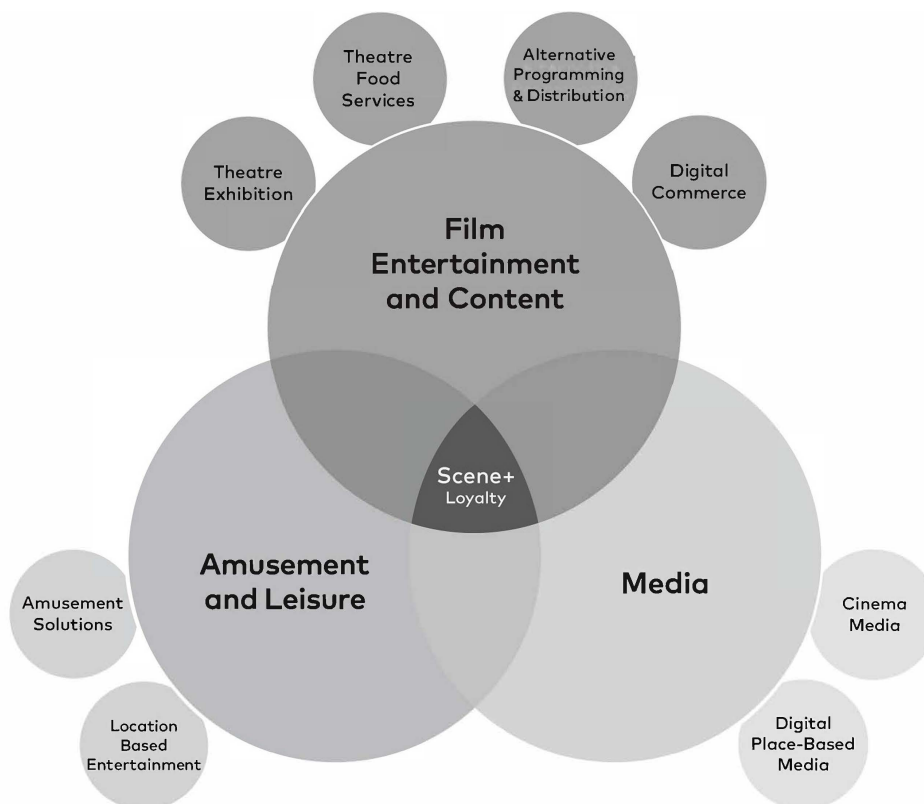 Theatre
Food
Services
Alternative
Programming
& Distribution
Theatre
Exhibition
Digital
Commerce
Film
Entertainment
and Content
Scene+
Loyalty
Amusement
and Leisure
Media
Amusement
Solutions
Cinema
Media
Location
Based
Entertainment
Digital
Place-Based
Media